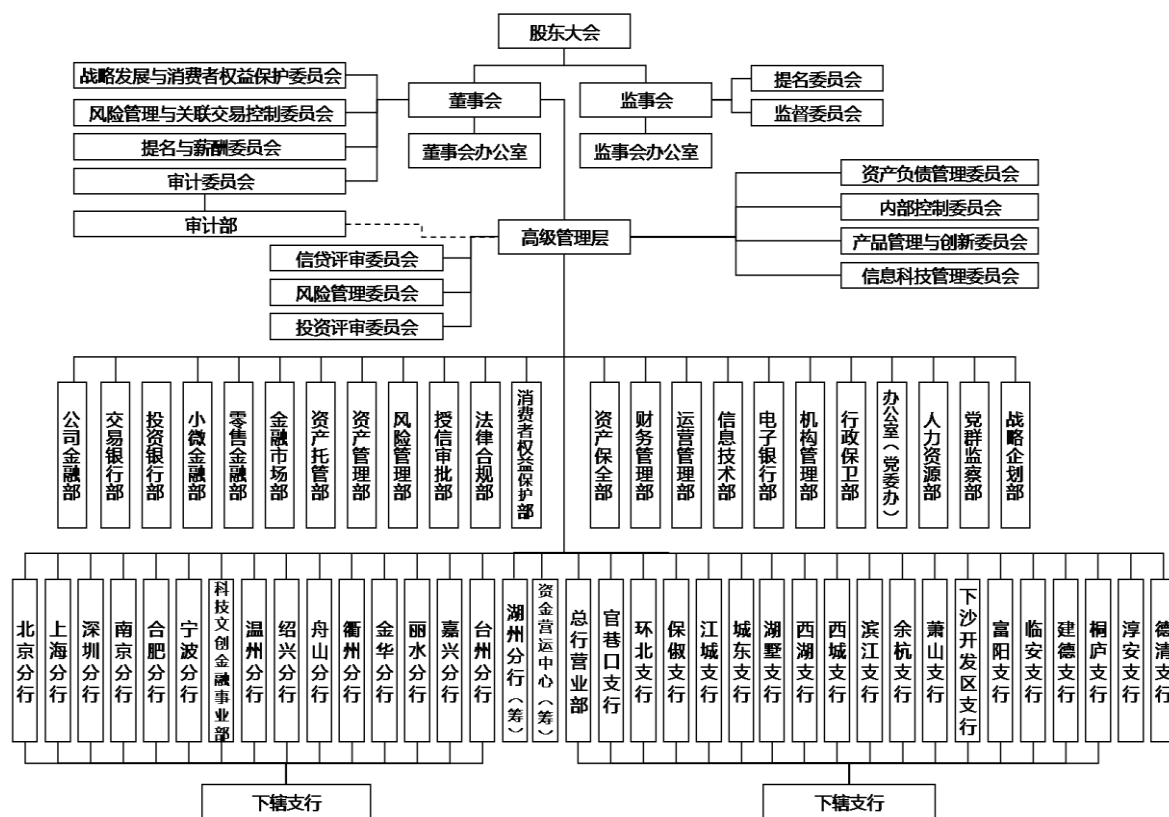 股东大会
战略发展与消费者权益保护委员会
风险管理与关联交易控制委员会
提名与薪酬委员会
审计委员会
审计部
董事会
董事会办公室
监事会
监事会办公室
提名委员会
监督委员会
高级管理层
信贷评审委员会
风险管理委员会
投资评审委员会
资产负债管理委员会
内部控制委员会
产品管理与创新委员会
信息科技管理委员会
公司金融部
交易银行部
投资银行部
小微金融部
零售金融部
金融市场部
资产托管部
资产管理部
风险管理部
授信审批部
法律合规部
消费者权益保护部
资产保全部
财务管理部
运营管理部
信息技术部
电子银行部
机构管理部
行政保卫部
办公室（党委办）
人力资源部
党群监察部
战略企划部
北京分行
上海分行
深圳分行
南京分行
合肥分行
宁波分行
科技文创金融事业部
温州分行
绍兴分行
舟山分行
衢州分行
金华分行
丽水分行
嘉兴分行
台州分行
湖州分行（筹）
资金营运中心（筹）
总行营业部
官巷口支行
环北支行
保俶支行
江城支行
城东支行
湖墅支行
西湖支行
西城支行
滨江支行
余杭支行
萧山支行
下沙开发区支行
富阳支行
临安支行
建德支行
桐庐支行
淳安支行
德清支行
下辖支行
下辖支行